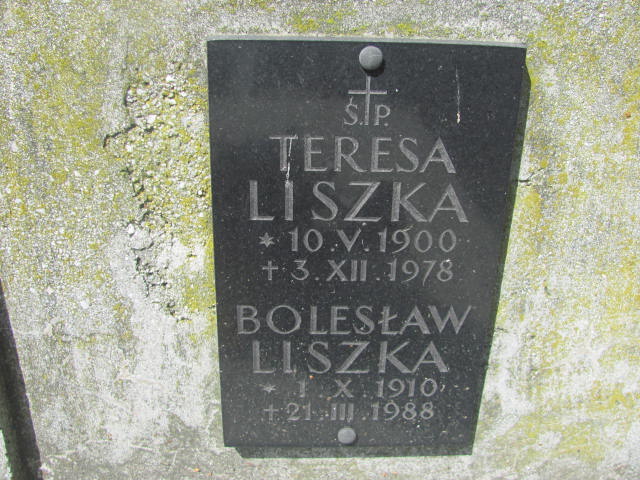 Ś.P.
TERESA
LISZKA
* 10.V.1900
+ 3.XII.1978
BOLESŁAW
LISZKA
* 1.X.1910
+ 21.III.1988